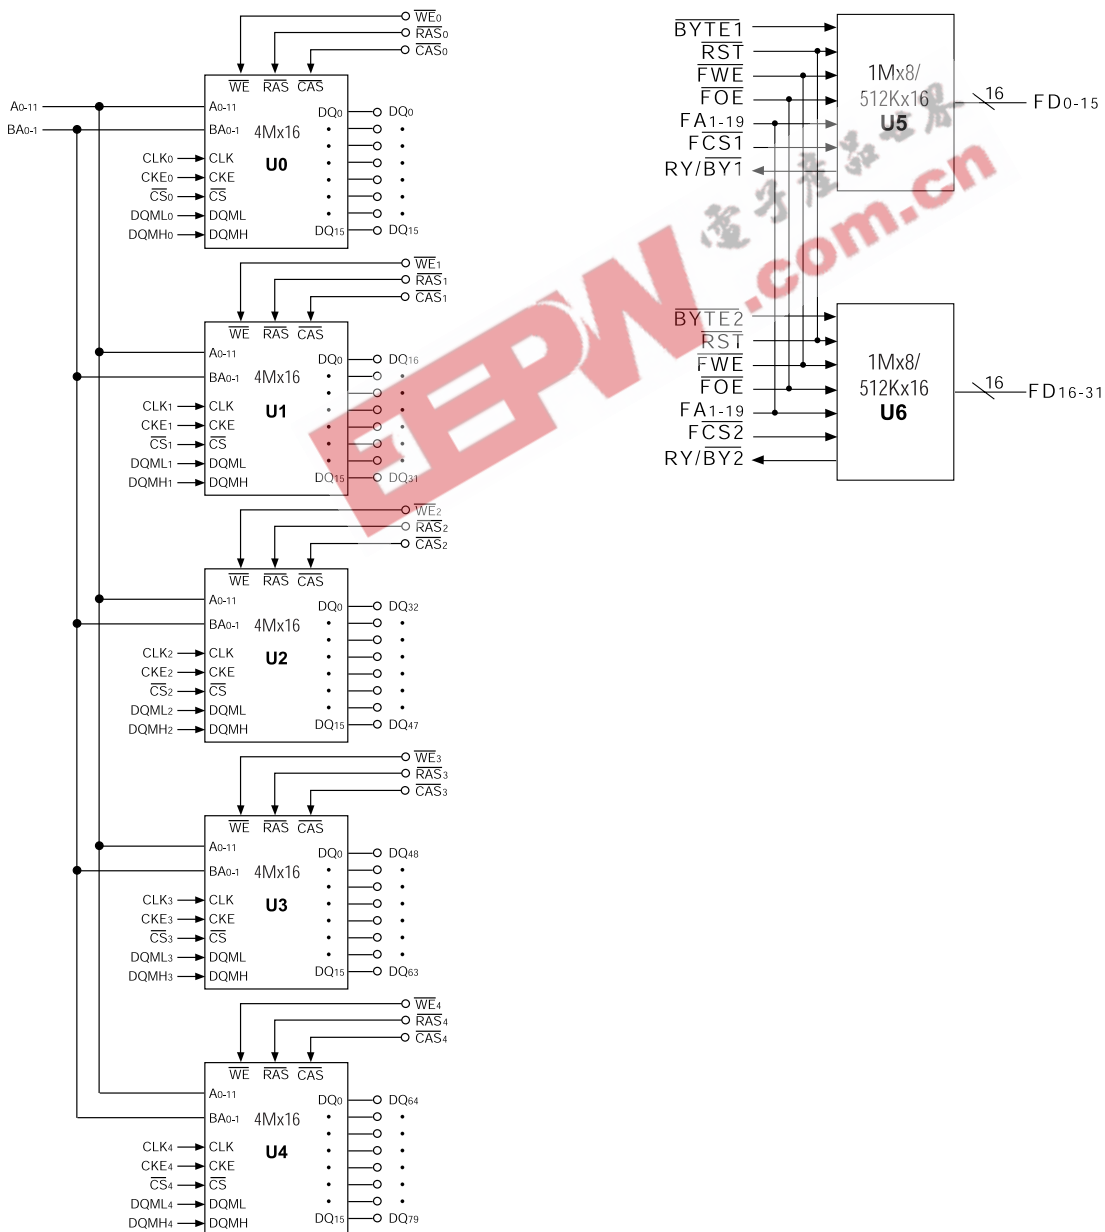 WE0
RAS0
CAS0
WE RAS CAS
A0-11 A0-11 DQ0 DQ0
BA0-1 BA0-1 4Mx16
U0
CLK0 CLK
CKE0 CKE
CS0 CS
DQML0 DQML
DQMH0 DQMH DQ15 DQ15
WE1
RAS1
CAS1
WE RAS CAS
A0-11 DQ0 DQ16
BA0-1 4Mx16
U1
CLK1 CLK
CKE1 CKE
CS1 CS
DQML1 DQML
DQMH1 DQMH DQ15 DQ31
WE2
RAS2
CAS2
WE RAS CAS
A0-11 DQ0 DQ32
BA0-1 4Mx16
U2
CLK2 CLK
CKE2 CKE
CS2 CS
DQML2 DQML
DQMH2 DQMH DQ15 DQ47
WE3
RAS3
CAS3
WE RAS CAS
A0-11 DQ0 DQ48
BA0-1 4Mx16
U3
CLK3 CLK
CKE3 CKE
CS3 CS
DQML3 DQML
DQMH3 DQMH DQ15 DQ63
WE4
RAS4
CAS4
WE RAS CAS
A0-11 DQ0 DQ64
BA0-1 4Mx16
U4
CLK4 CLK
CKE4 CKE
CS4 CS
DQML4 DQML
DQMH4 DQMH DQ15 DQ79
BYTE1
RST
FWE
FOE
FA1-19
FCS1
RY/BY1
1Mx8/
512Kx16
U5
16 FD0-15
BYTE2
RST
FWE
FOE
FA1-19
FCS2
RY/BY2
1Mx8/
512Kx16
U6
16 FD16-31
EEPW.com.cn
電子產品世界